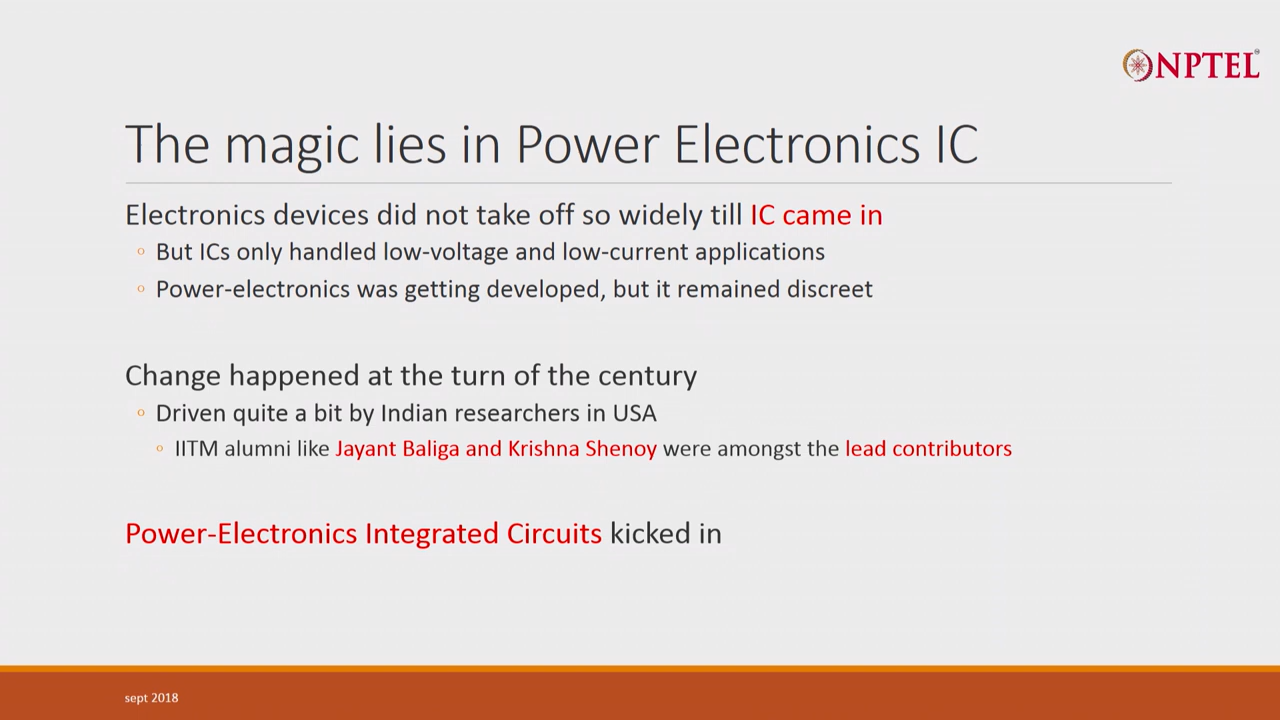 NPTEL
The magic lies in Power Electronics IC
Electronics devices did not take off so widely till IC came in
◦ But ICs only handled low-voltage and low-current applications
◦ Power-electronics was getting developed, but it remained discreet
Change happened at the turn of the century
◦ Driven quite a bit by Indian researchers in USA
◦ IITM alumni like Jayant Baliga and Krishna Shenoy were amongst the lead contributors
Power-Electronics Integrated Circuits kicked in
sept 2018